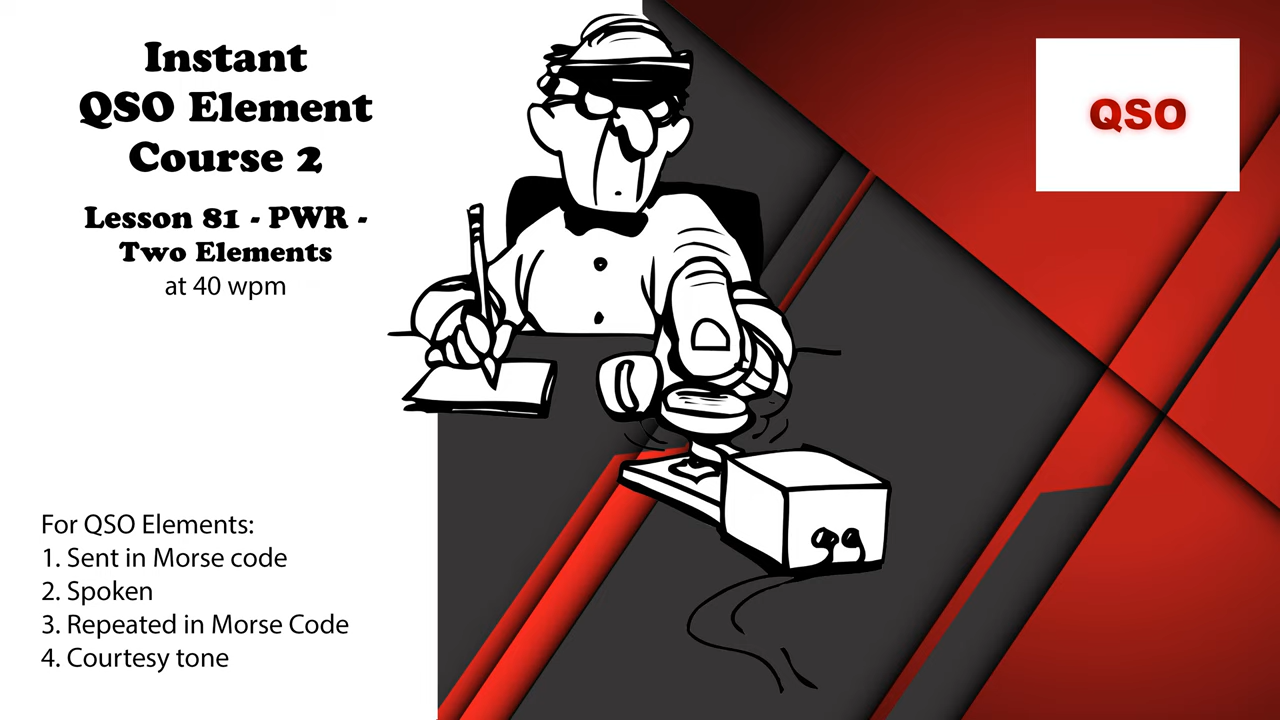 Instant
QSO Element
Course 2
Lesson 81 - PWR -
Two Elements
at 40 wpm
QSO
For QSO Elements:
1. Sent in Morse code
2. Spoken
3. Repeated in Morse Code
4. Courtesy tone